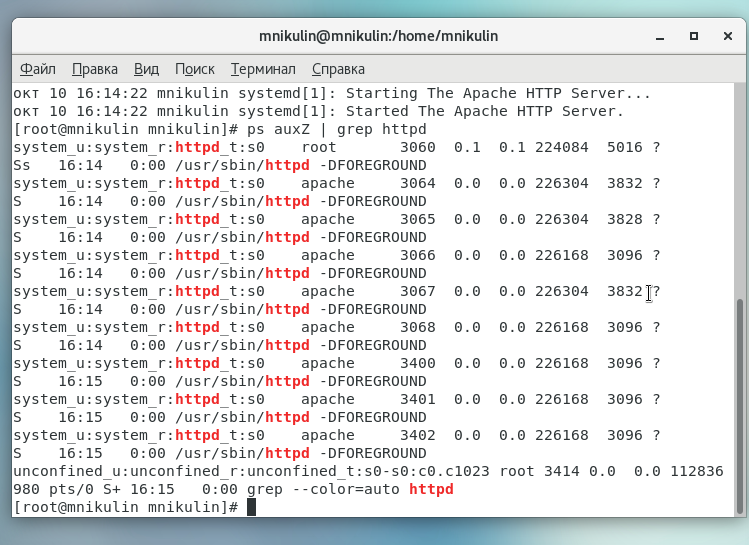 mnikulin@mnikulin:/home/mnikulin
Файл Правка Вид Поиск Терминал Справка
окт 10 16:14:22 mnikulin systemd[1]: Starting The Apache HTTP Server...
окт 10 16:14:22 mnikulin systemd[1]: Started The Apache HTTP Server.
[root@mnikulin mnikulin]# ps auxZ | grep httpd
system_u:system_r:httpd_t:s0    root       3060  0.1  0.1 224084  5016 ?
Ss   16:14   0:00 /usr/sbin/httpd -DFOREGROUND
system_u:system_r:httpd_t:s0    apache     3064  0.0  0.0 226304  3832 ?
S    16:14   0:00 /usr/sbin/httpd -DFOREGROUND
system_u:system_r:httpd_t:s0    apache     3065  0.0  0.0 226304  3828 ?
S    16:14   0:00 /usr/sbin/httpd -DFOREGROUND
system_u:system_r:httpd_t:s0    apache     3066  0.0  0.0 226168  3096 ?
S    16:14   0:00 /usr/sbin/httpd -DFOREGROUND
system_u:system_r:httpd_t:s0    apache     3067  0.0  0.0 226304  3832 ?
S    16:14   0:00 /usr/sbin/httpd -DFOREGROUND
system_u:system_r:httpd_t:s0    apache     3068  0.0  0.0 226168  3096 ?
S    16:14   0:00 /usr/sbin/httpd -DFOREGROUND
system_u:system_r:httpd_t:s0    apache     3400  0.0  0.0 226168  3096 ?
S    16:15   0:00 /usr/sbin/httpd -DFOREGROUND
system_u:system_r:httpd_t:s0    apache     3401  0.0  0.0 226168  3096 ?
S    16:15   0:00 /usr/sbin/httpd -DFOREGROUND
system_u:system_r:httpd_t:s0    apache     3402  0.0  0.0 226168  3096 ?
S    16:15   0:00 /usr/sbin/httpd -DFOREGROUND
unconfined_u:unconfined_r:unconfined_t:s0-s0:c0.c1023 root 3414 0.0  0.0 112836
980 pts/0 S+ 16:15   0:00 grep --color=auto httpd
[root@mnikulin mnikulin]#